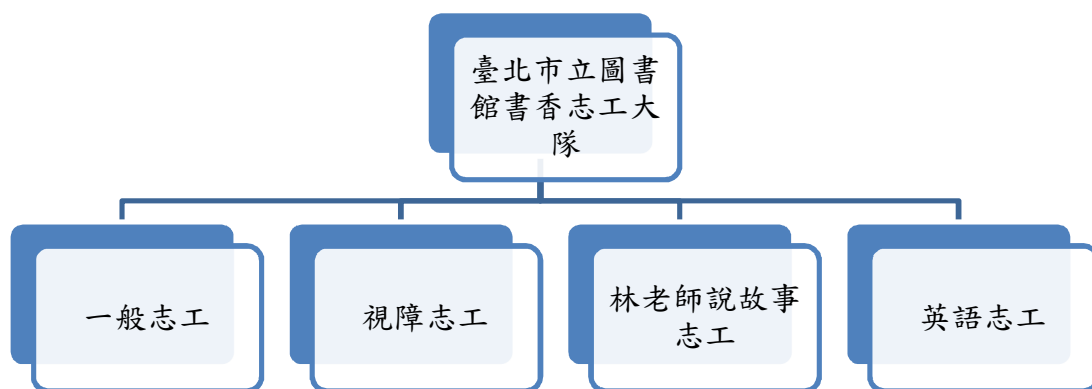 臺北市立圖書
館書香志工大
隊
一般志工
視障志工
林老師說故事
志工
英語志工